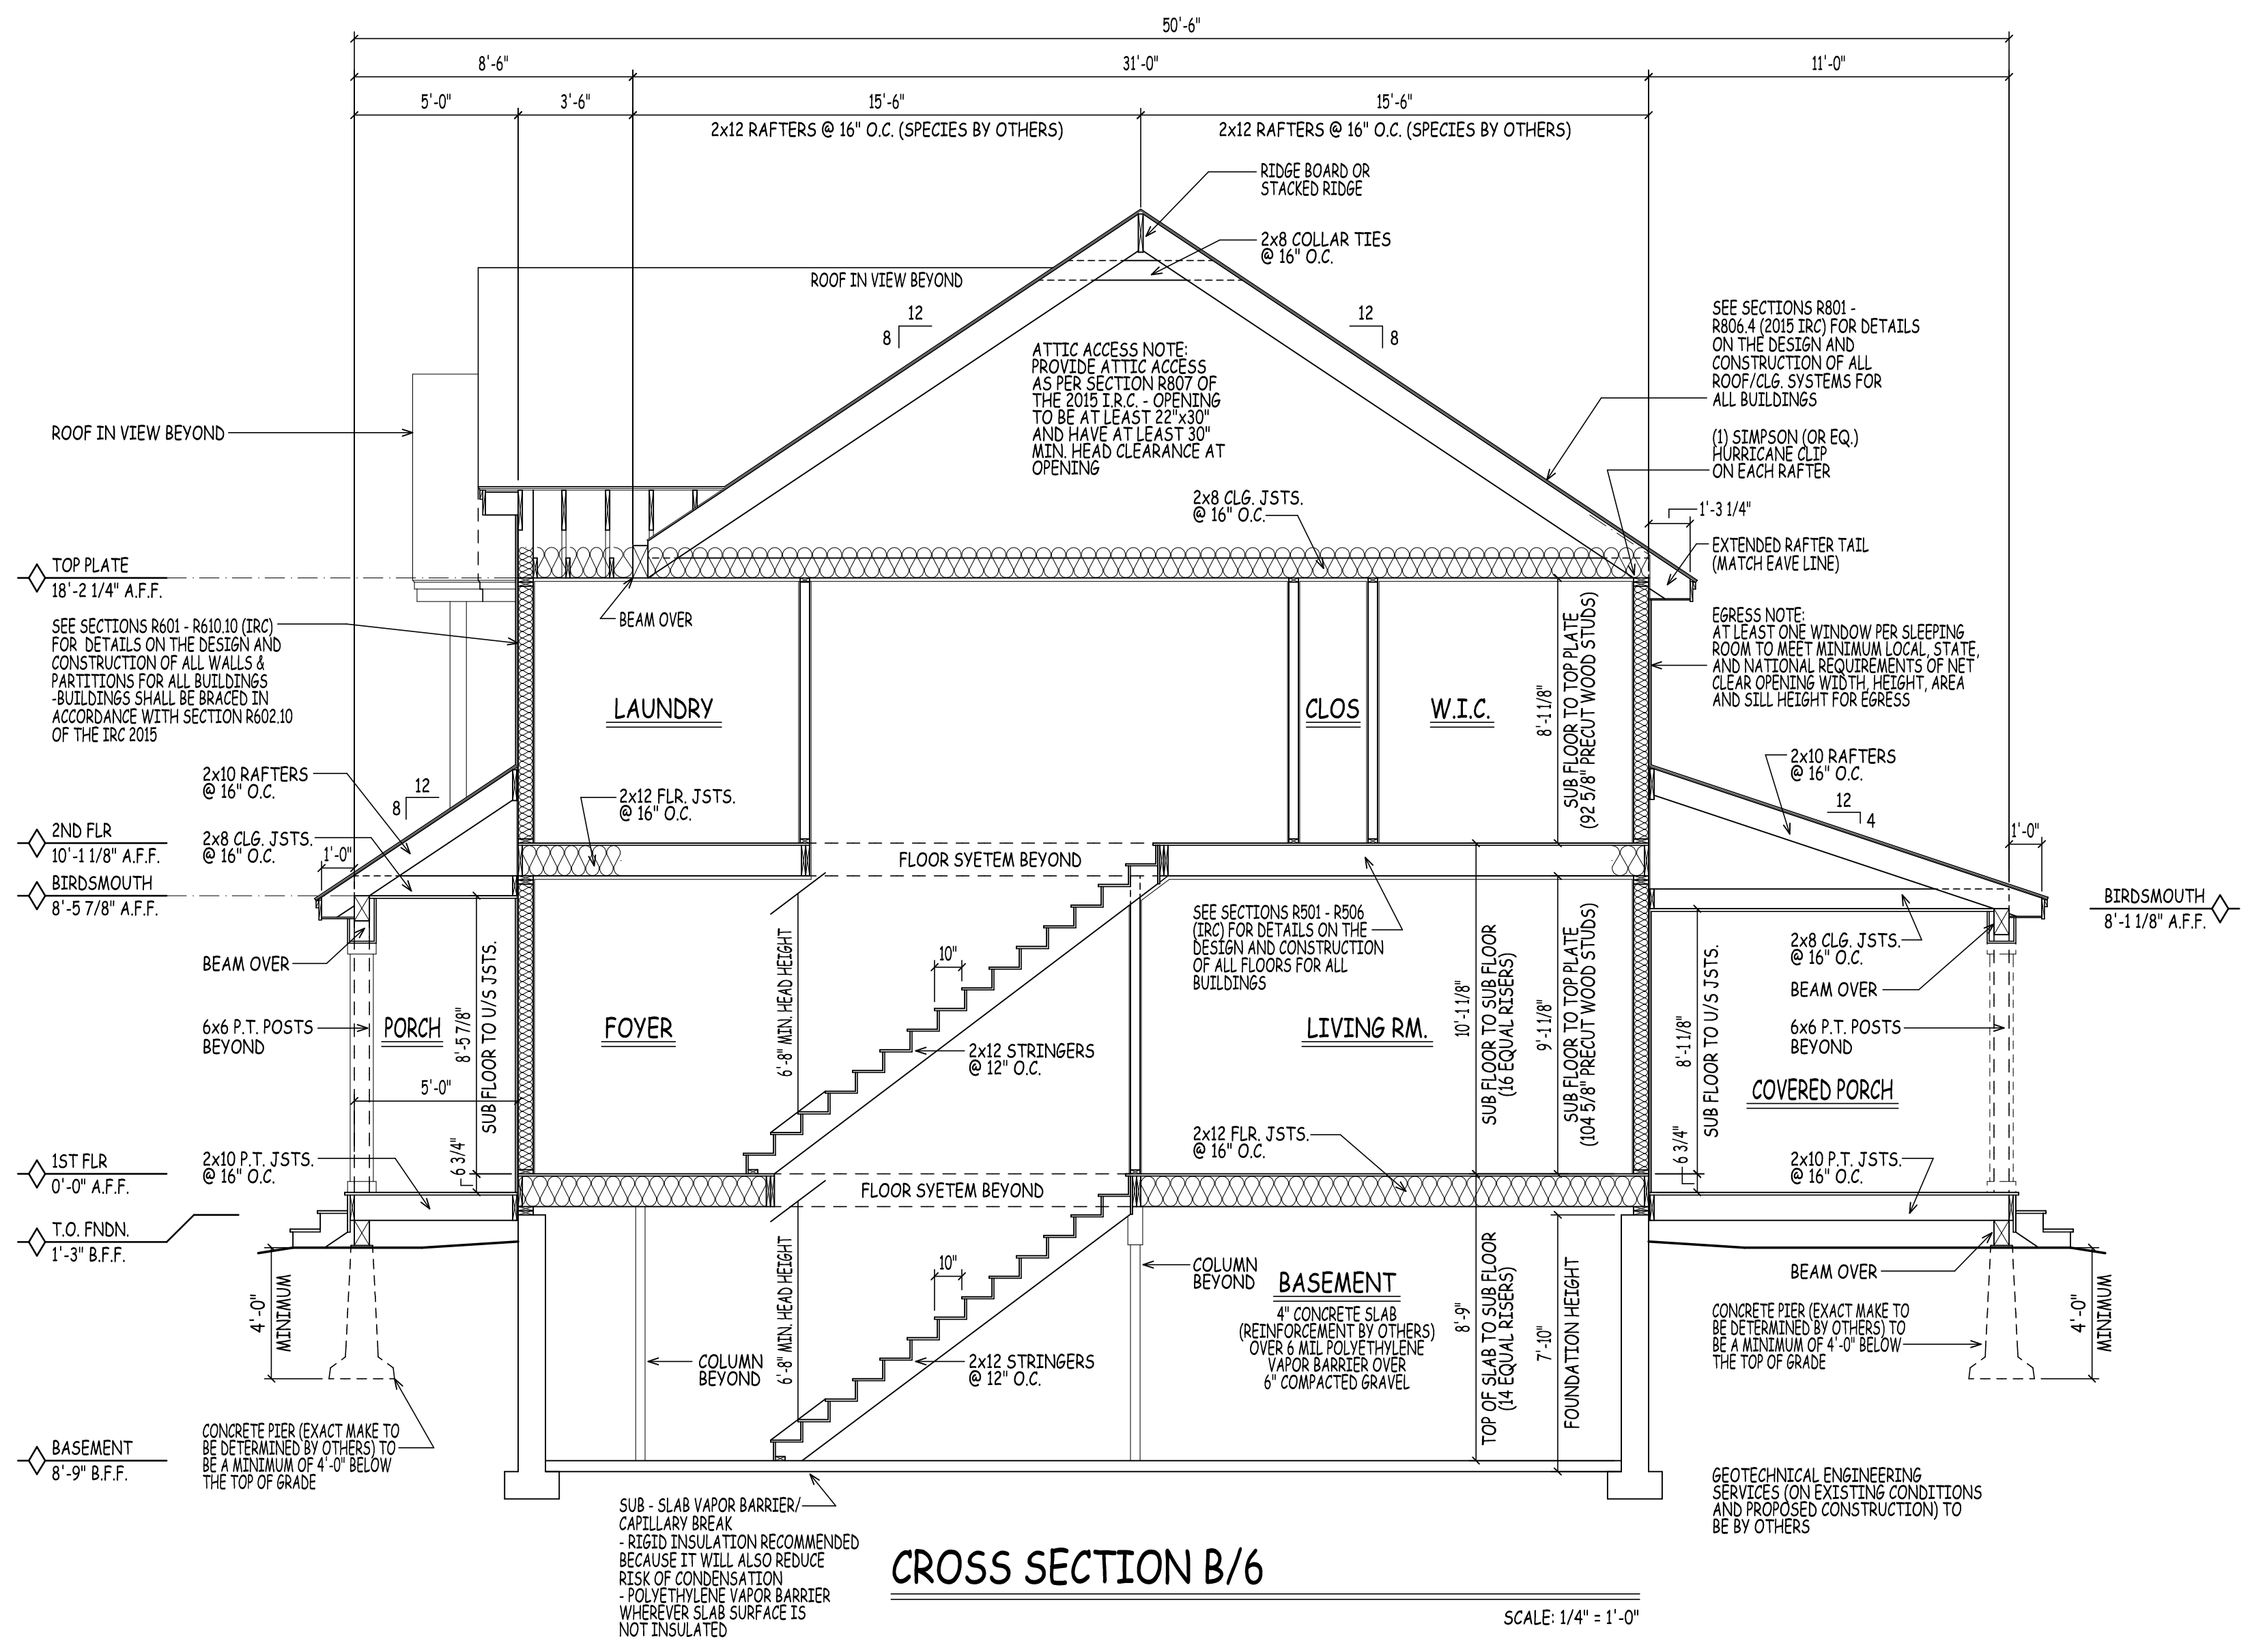 50'-6"
8'-6"
31'-0"
11'-0"
5'-0"
3'-6"
15'-6"
15'-6"
2x12 RAFTERS @ 16" O.C. (SPECIES BY OTHERS)
2x12 RAFTERS @ 16" O.C. (SPECIES BY OTHERS)
RIDGE BOARD OR
STACKED RIDGE
2x8 COLLAR TIES
@ 16" O.C.
ROOF IN VIEW BEYOND
12
8
12
8
ATTIC ACCESS NOTE:
PROVIDE ATTIC ACCESS
AS PER SECTION R807 OF
THE 2015 I.R.C. - OPENING
TO BE AT LEAST 22"x30"
AND HAVE AT LEAST 30"
MIN. HEAD CLEARANCE AT
OPENING
SEE SECTIONS R801 -
R806.4 (2015 IRC) FOR DETAILS
ON THE DESIGN AND
CONSTRUCTION OF ALL
ROOF/CLG. SYSTEMS FOR
ALL BUILDINGS
(1) SIMPSON (OR EQ.)
HURRICANE CLIP
ON EACH RAFTER
1'-3 1/4"
EXTENDED RAFTER TAIL
(MATCH EAVE LINE)
ROOF IN VIEW BEYOND
2x8 CLG. JSTS.
@ 16" O.C.
TOP PLATE
18'-2 1/4" A.F.F.
BEAM OVER
SEE SECTIONS R601 - R610.10 (IRC)
FOR DETAILS ON THE DESIGN AND
CONSTRUCTION OF ALL WALLS &
PARTITIONS FOR ALL BUILDINGS
-BUILDINGS SHALL BE BRACED IN
ACCORDANCE WITH SECTION R602.10
OF THE IRC 2015
EGRESS NOTE:
AT LEAST ONE WINDOW PER SLEEPING
ROOM TO MEET MINIMUM LOCAL, STATE,
AND NATIONAL REQUIREMENTS OF NET
CLEAR OPENING WIDTH, HEIGHT, AREA
AND SILL HEIGHT FOR EGRESS
LAUNDRY
CLOS
W.I.C.
8'-1 1/8"
SUB FLOOR TO TOP PLATE
(92 5/8" PRECUT WOOD STUDS)
2x10 RAFTERS
@ 16" O.C.
12
8
2x12 FLR. JSTS.
@ 16" O.C.
2x10 RAFTERS
@ 16" O.C.
12
4
1'-0"
2ND FLR
10'-1 1/8" A.F.F.
2x8 CLG. JSTS.
@ 16" O.C.
1'-0"
FLOOR SYETEM BEYOND
BIRDSMOUTH
8'-5 7/8" A.F.F.
BIRDSMOUTH
8'-1 1/8" A.F.F.
BEAM OVER
6x6 P.T. POSTS
BEYOND
PORCH
8'-5 7/8"
SUB FLOOR TO U/S JSTS.
5'-0"
6 3/4"
FOYER
6'-8" MIN. HEAD HEIGHT
10"
2x12 STRINGERS
@ 12" O.C.
SEE SECTIONS R501 - R506
(IRC) FOR DETAILS ON THE
DESIGN AND CONSTRUCTION
OF ALL FLOORS FOR ALL
BUILDINGS
LIVING RM.
10'-1 1/8"
SUB FLOOR TO SUB FLOOR
(16 EQUAL RISERS)
9'-1 1/8"
SUB FLOOR TO TOP PLATE
(104 5/8" PRECUT WOOD STUDS)
8'-1 1/8"
SUB FLOOR TO U/S JSTS.
6 3/4"
2x8 CLG. JSTS.
@ 16" O.C.
BEAM OVER
6x6 P.T. POSTS
BEYOND
COVERED PORCH
2x12 FLR. JSTS.
@ 16" O.C.
2x10 P.T. JSTS.
@ 16" O.C.
1ST FLR
0'-0" A.F.F.
2x10 P.T. JSTS.
@ 16" O.C.
FLOOR SYETEM BEYOND
T.O. FNDN.
1'-3" B.F.F.
4'-0"
MINIMUM
6'-8" MIN. HEAD HEIGHT
10"
COLUMN
BEYOND
COLUMN
BEYOND
2x12 STRINGERS
@ 12" O.C.
BASEMENT
4" CONCRETE SLAB
(REINFORCEMENT BY OTHERS)
OVER 6 MIL POLYETHYLENE
VAPOR BARRIER OVER
6" COMPACTED GRAVEL
8'-9"
TOP OF SLAB TO SUB FLOOR
(14 EQUAL RISERS)
7'-10"
FOUNDATION HEIGHT
BEAM OVER
CONCRETE PIER (EXACT MAKE TO
BE DETERMINED BY OTHERS) TO
BE A MINIMUM OF 4'-0" BELOW
THE TOP OF GRADE
4'-0"
MINIMUM
CONCRETE PIER (EXACT MAKE TO
BE DETERMINED BY OTHERS) TO
BE A MINIMUM OF 4'-0" BELOW
THE TOP OF GRADE
BASEMENT
8'-9" B.F.F.
SUB - SLAB VAPOR BARRIER/
CAPILLARY BREAK
- RIGID INSULATION RECOMMENDED
BECAUSE IT WILL ALSO REDUCE
RISK OF CONDENSATION
- POLYETHYLENE VAPOR BARRIER
WHEREVER SLAB SURFACE IS
NOT INSULATED
GEOTECHNICAL ENGINEERING
SERVICES (ON EXISTING CONDITIONS
AND PROPOSED CONSTRUCTION) TO
BE BY OTHERS
CROSS SECTION B/6
SCALE: 1/4" = 1'-0"